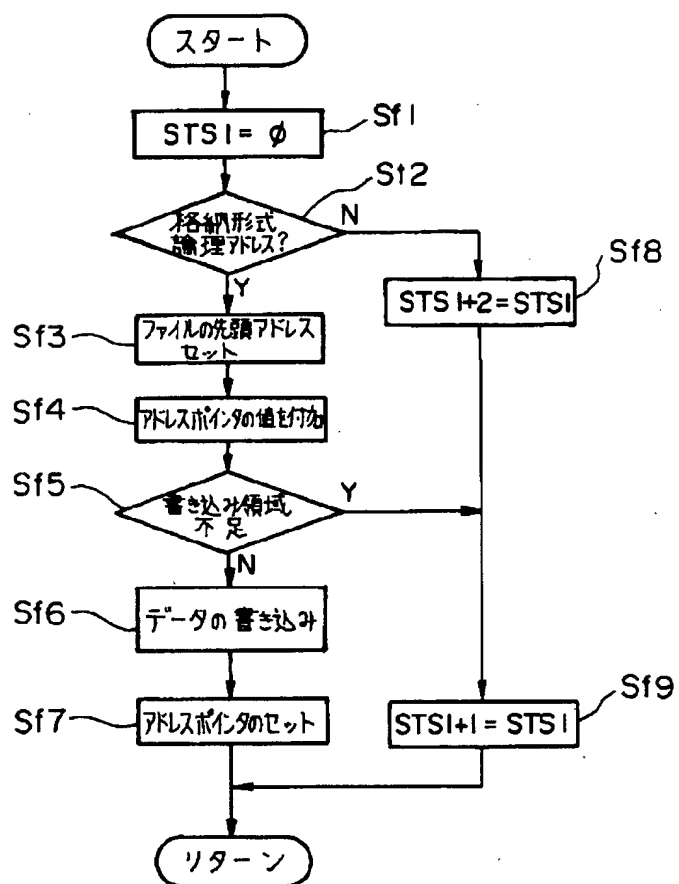 スタート
STS1 = φ
Sf1
格納形式
論理アドレス?
St2
N
Y
STS1+2=STS1
Sf8
Sf3
ファイルの先頭アドレス
セット
Sf4
アドレスポインタの値を付加
Sf5
書き込み領域
不足
Y
N
Sf6
データの書き込み
Sf7
アドレスポインタのセット
STS1+1=STS1
Sf9
リターン